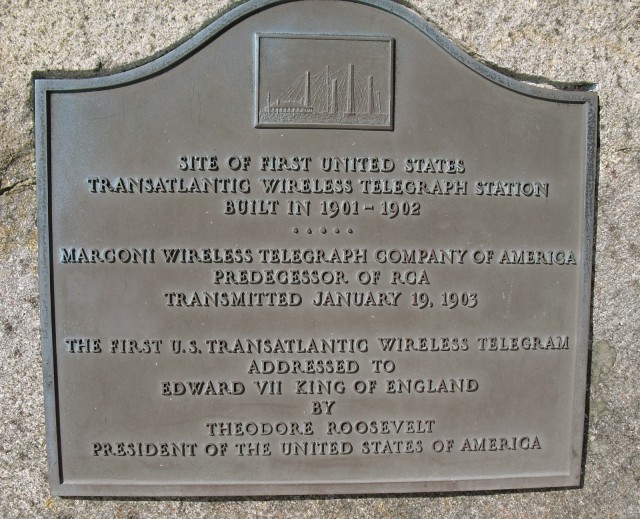 SITE OF FIRST UNITED STATES
TRANSATLANTIC WIRELESS TELEGRAPH STATION
BUILT IN 1901 - 1902
• • • • •
MARCONI WIRELESS TELEGRAPH COMPANY OF AMERICA
PREDECESSOR OF RCA
TRANSMITTED JANUARY 19, 1903
THE FIRST U.S. TRANSATLANTIC WIRELESS TELEGRAM
ADDRESSED TO
EDWARD VII KING OF ENGLAND
BY
THEODORE ROOSEVELT
PRESIDENT OF THE UNITED STATES OF AMERICA